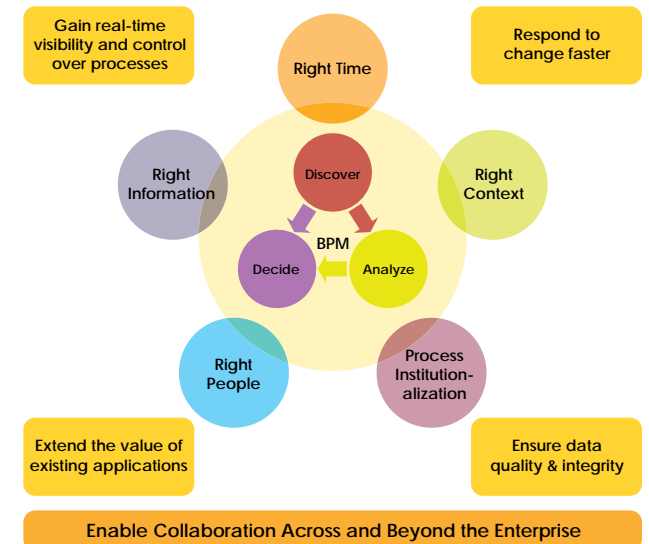 Gain real-time
visibility and control
over processes
Respond to
change faster
Right Time
Right
Information
Discover
Right
Context
BPM
Decide
Analyze
Right
People
Process
Institution-
alization
Extend the value of
existing applications
Ensure data
quality & integrity
Enable Collaboration Across and Beyond the Enterprise